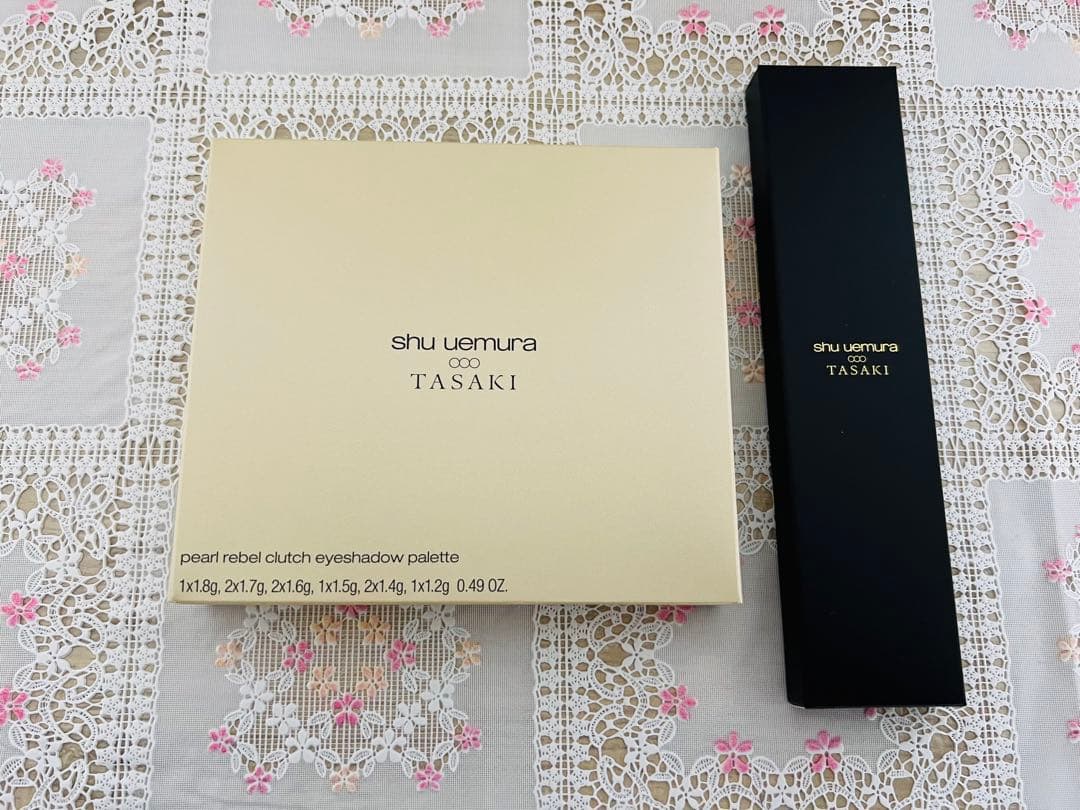 shu uemura
TASAKI
pearl rebel clutch eyeshadow palette
1x1.8g, 2x1.7g, 2x1.6g, 1x1.5g, 2x1.4g, 1x1.2g 0.49 OZ.
shu uemura
TASAKI